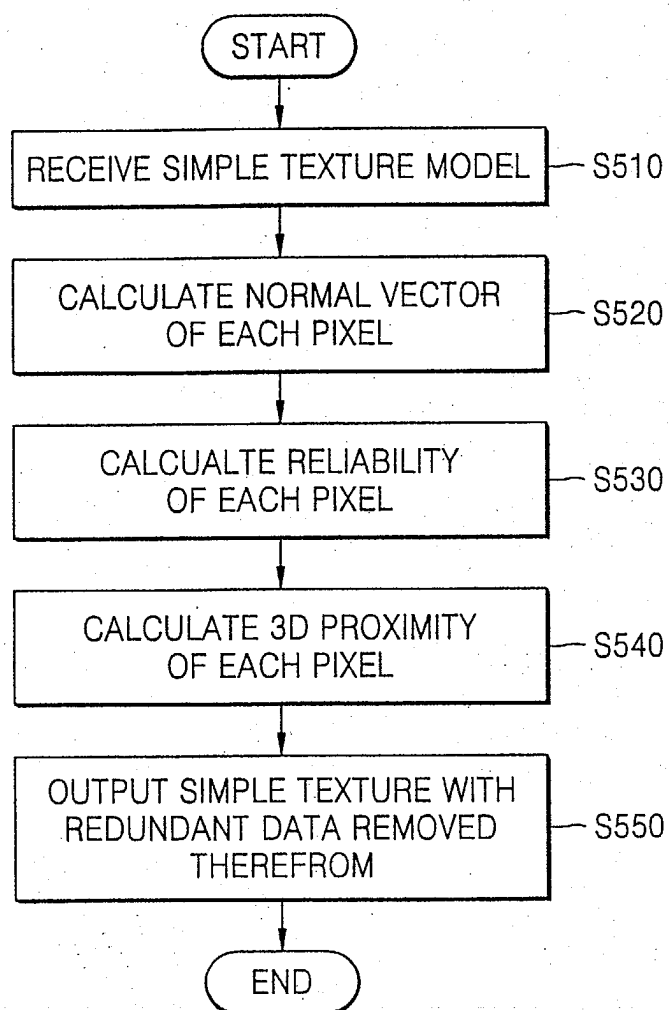 START
RECEIVE SIMPLE TEXTURE MODEL
S510
CALCULATE NORMAL VECTOR
OF EACH PIXEL
S520
CALCUALTE RELIABILITY
OF EACH PIXEL
S530
CALCULATE 3D PROXIMITY
OF EACH PIXEL
S540
OUTPUT SIMPLE TEXTURE WITH
REDUNDANT DATA REMOVED
THEREFROM
S550
END